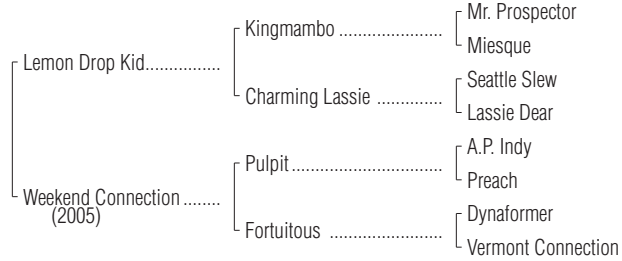 Mr. Prospector
Kingmambo ......................
Miesque
Lemon Drop Kid................
Seattle Slew
Charming Lassie ..............
Lassie Dear
A.P. Indy
Pulpit................................
Preach
Weekend Connection ........
(2005)
Dynaformer
Fortuitous ........................
Vermont Connection